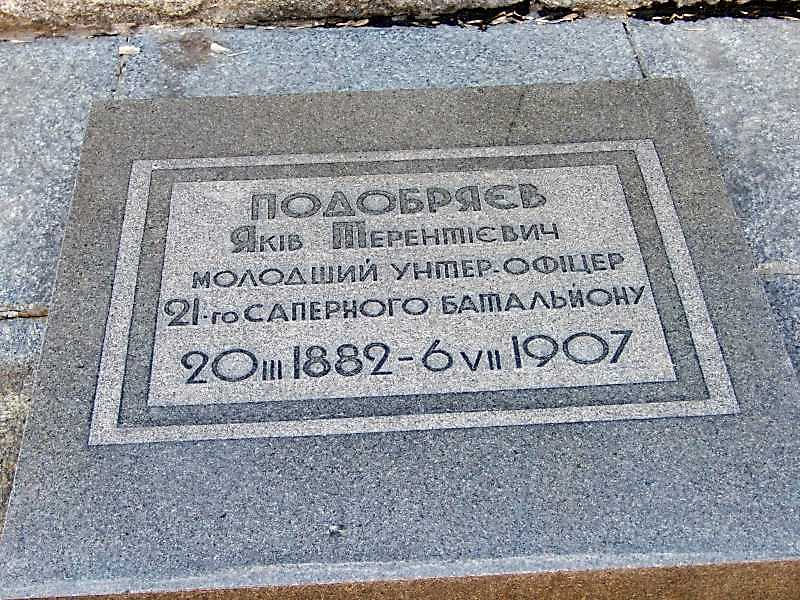 ПОДОБРЯЄВ
ЯКІВ ТЕРЕНТІЄВИЧ
МОЛОДШИЙ УНТЕР-ОФІЦЕР
21-го САПЕРНОГО БАТАЛЬЙОНУ
20 III 1882 - 6 VII 1907